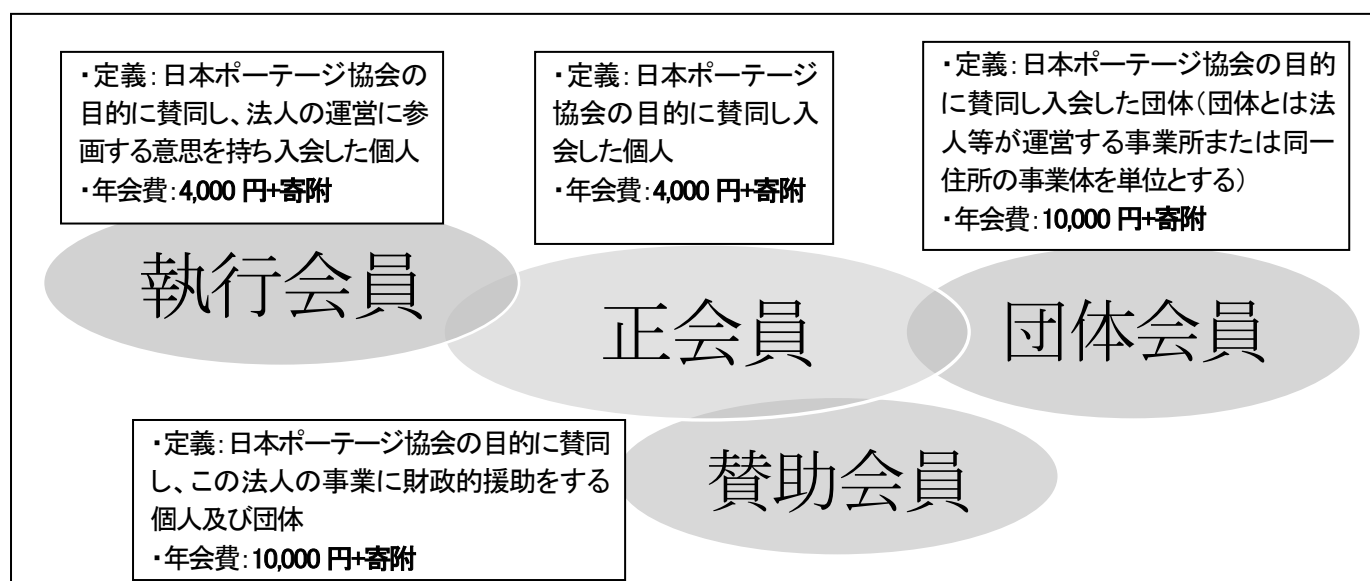 ・定義：日本ポーテージ協会の
目的に賛同し、法人の運営に参
画する意思を持ち入会した個人
・年会費：4,000 円+寄附
・定義：日本ポーテージ
協会の目的に賛同し入
会した個人
・年会費：4,000 円+寄附
・定義：日本ポーテージ協会の目的
に賛同し入会した団体（団体とは法
人等が運営する事業所または同一
住所の事業体を単位とする）
・年会費：10,000 円+寄附
執行会員
正会員
団体会員
・定義：日本ポーテージ協会の目的に賛同
し、この法人の事業に財政的援助をする
個人及び団体
・年会費：10,000 円+寄附
賛助会員